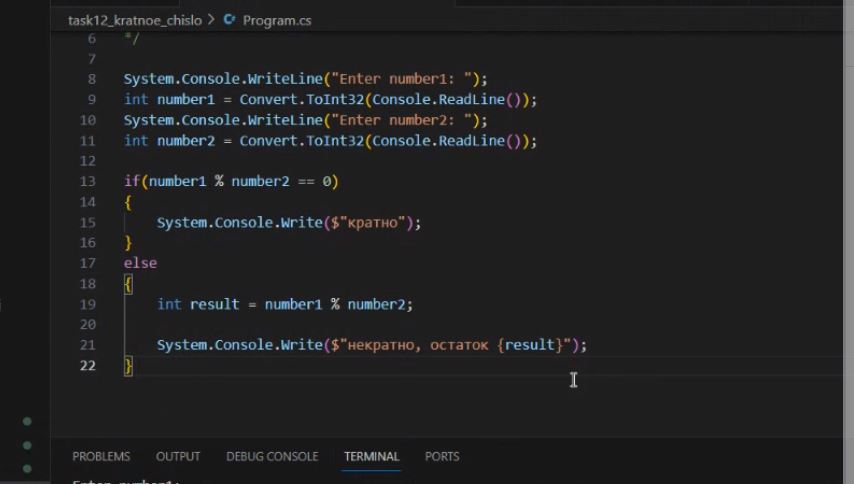 task12_kratnoe_chislo > Program.cs
6 */
7
8 System.Console.WriteLine("Enter number1: ");
9 int number1 = Convert.ToInt32(Console.ReadLine());
10 System.Console.WriteLine("Enter number2: ");
11 int number2 = Convert.ToInt32(Console.ReadLine());
12
13 if(number1 % number2 == 0)
14 {
15 System.Console.Write($"кратно");
16 }
17 else
18 {
19 int result = number1 % number2;
20
21 System.Console.Write($"некратно, остаток {result}");
22 }
PROBLEMS OUTPUT DEBUG CONSOLE TERMINAL PORTS
Enter number1: